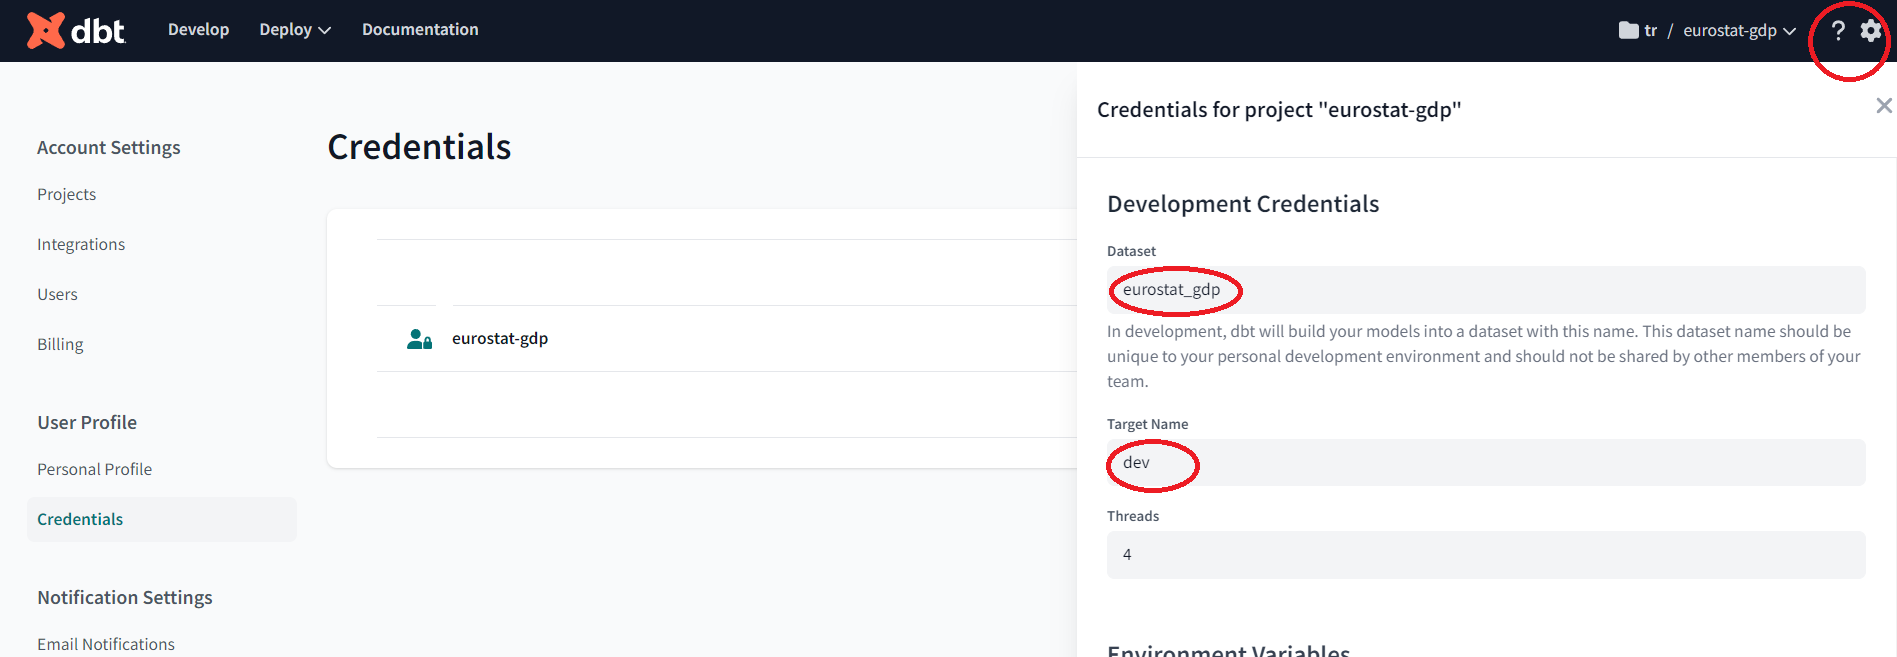 dbt
Develop
Deploy
Documentation
tr / eurostat-gdp
?
Account Settings
Projects
Integrations
Users
Billing
User Profile
Personal Profile
Credentials
Notification Settings
Email Notifications
Credentials
eurostat-gdp
Credentials for project "eurostat-gdp"
Development Credentials
Dataset
eurostat_gdp
In development, dbt will build your models into a dataset with this name. This dataset name should be
unique to your personal development environment and should not be shared by other members of your
team.
Target Name
dev
Threads
4
Environment Variables